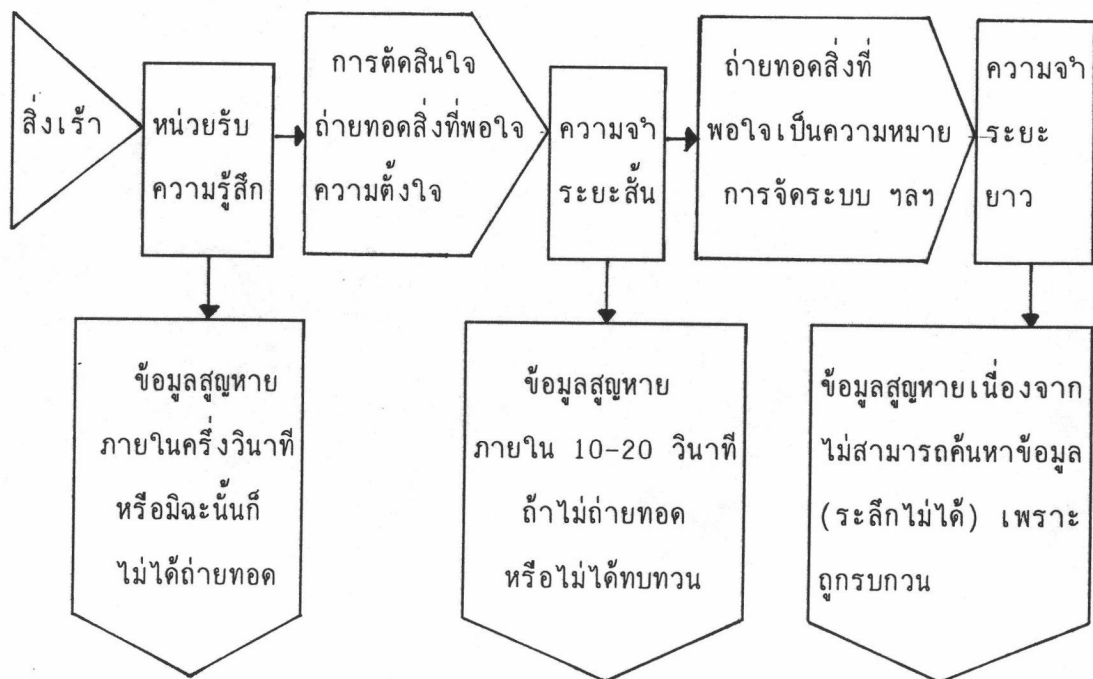 สิ่งเร้า
หน่วยรับ
ความรู้สึก
การตัดสินใจ
ถ่ายทอดสิ่งที่พอใจ
ความตั้งใจ
ความจำ
ระยะสั้น
ถ่ายทอดสิ่งที่
พอใจเป็นความหมาย
การจัดระบบ ฯลฯ
ความจำ
ระยะ
ยาว
ข้อมูลสูญหาย
ภายในครึ่งวินาที
หรือมิฉะนั้นก็
ไม่ได้ถ่ายทอด
ข้อมูลสูญหาย
ภายใน 10-20 วินาที
ถ้าไม่ถ่ายทอด
หรือไม่ได้ทบทวน
ข้อมูลสูญหายเนื่องจาก
ไม่สามารถค้นหาข้อมูล
(ระลึกไม่ได้) เพราะ
ถูกรบกวน